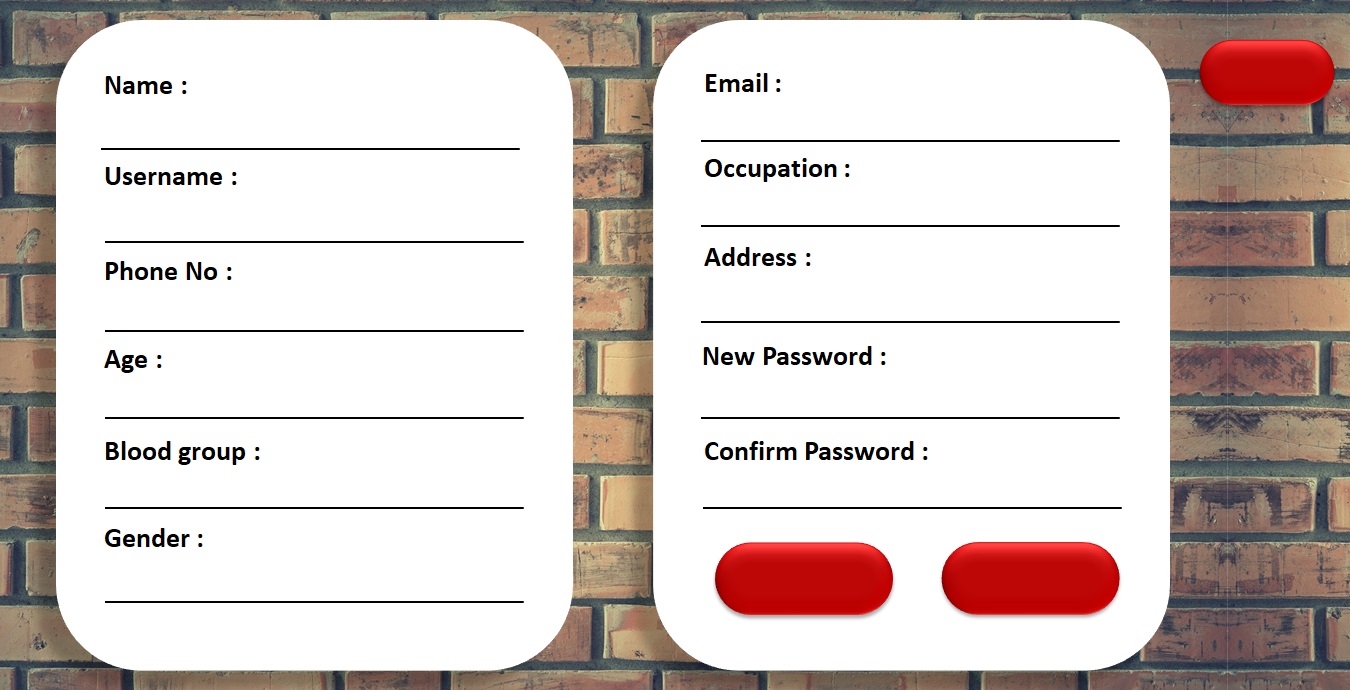 Name :
Username :
Phone No :
Age :
Blood group :
Gender :
Email :
Occupation :
Address :
New Password :
Confirm Password :